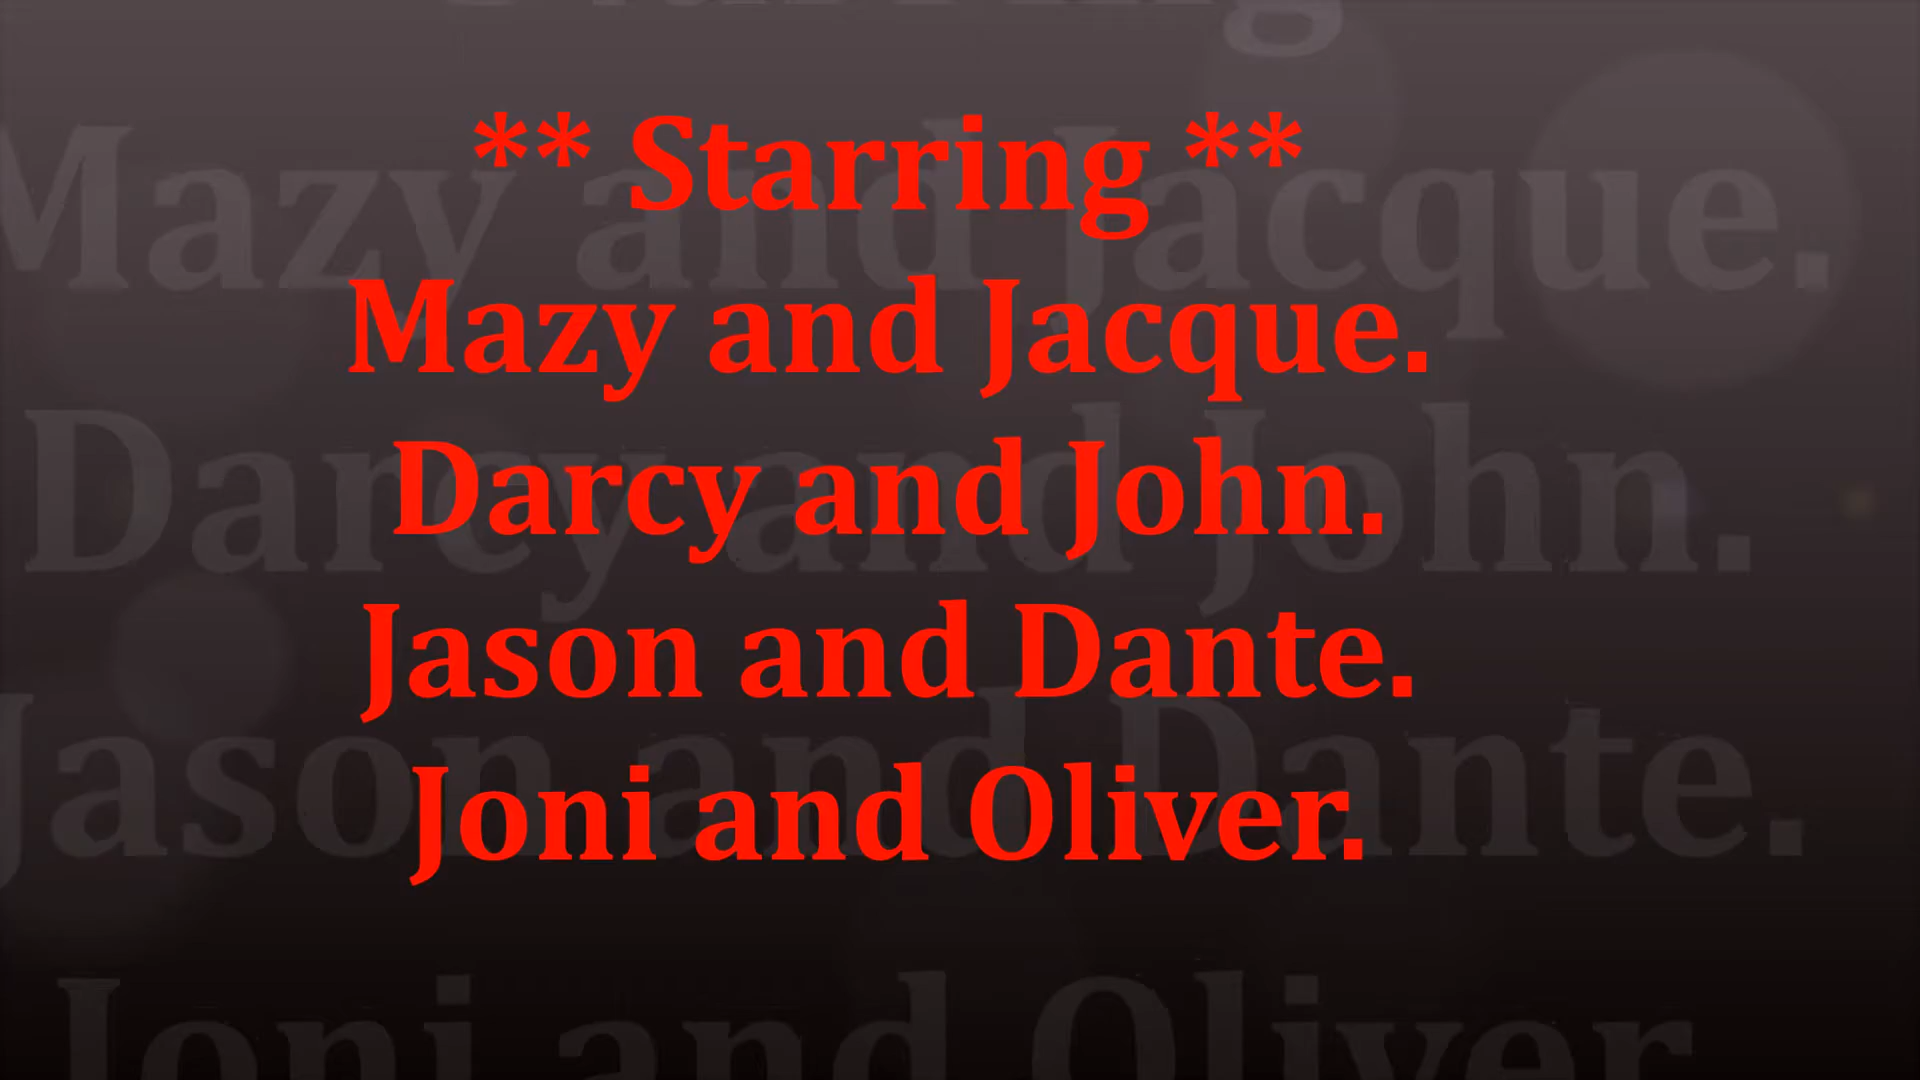 ** Starring **
Mazy and Jacque.
Darcy and John.
Jason and Dante.
Joni and Oliver.